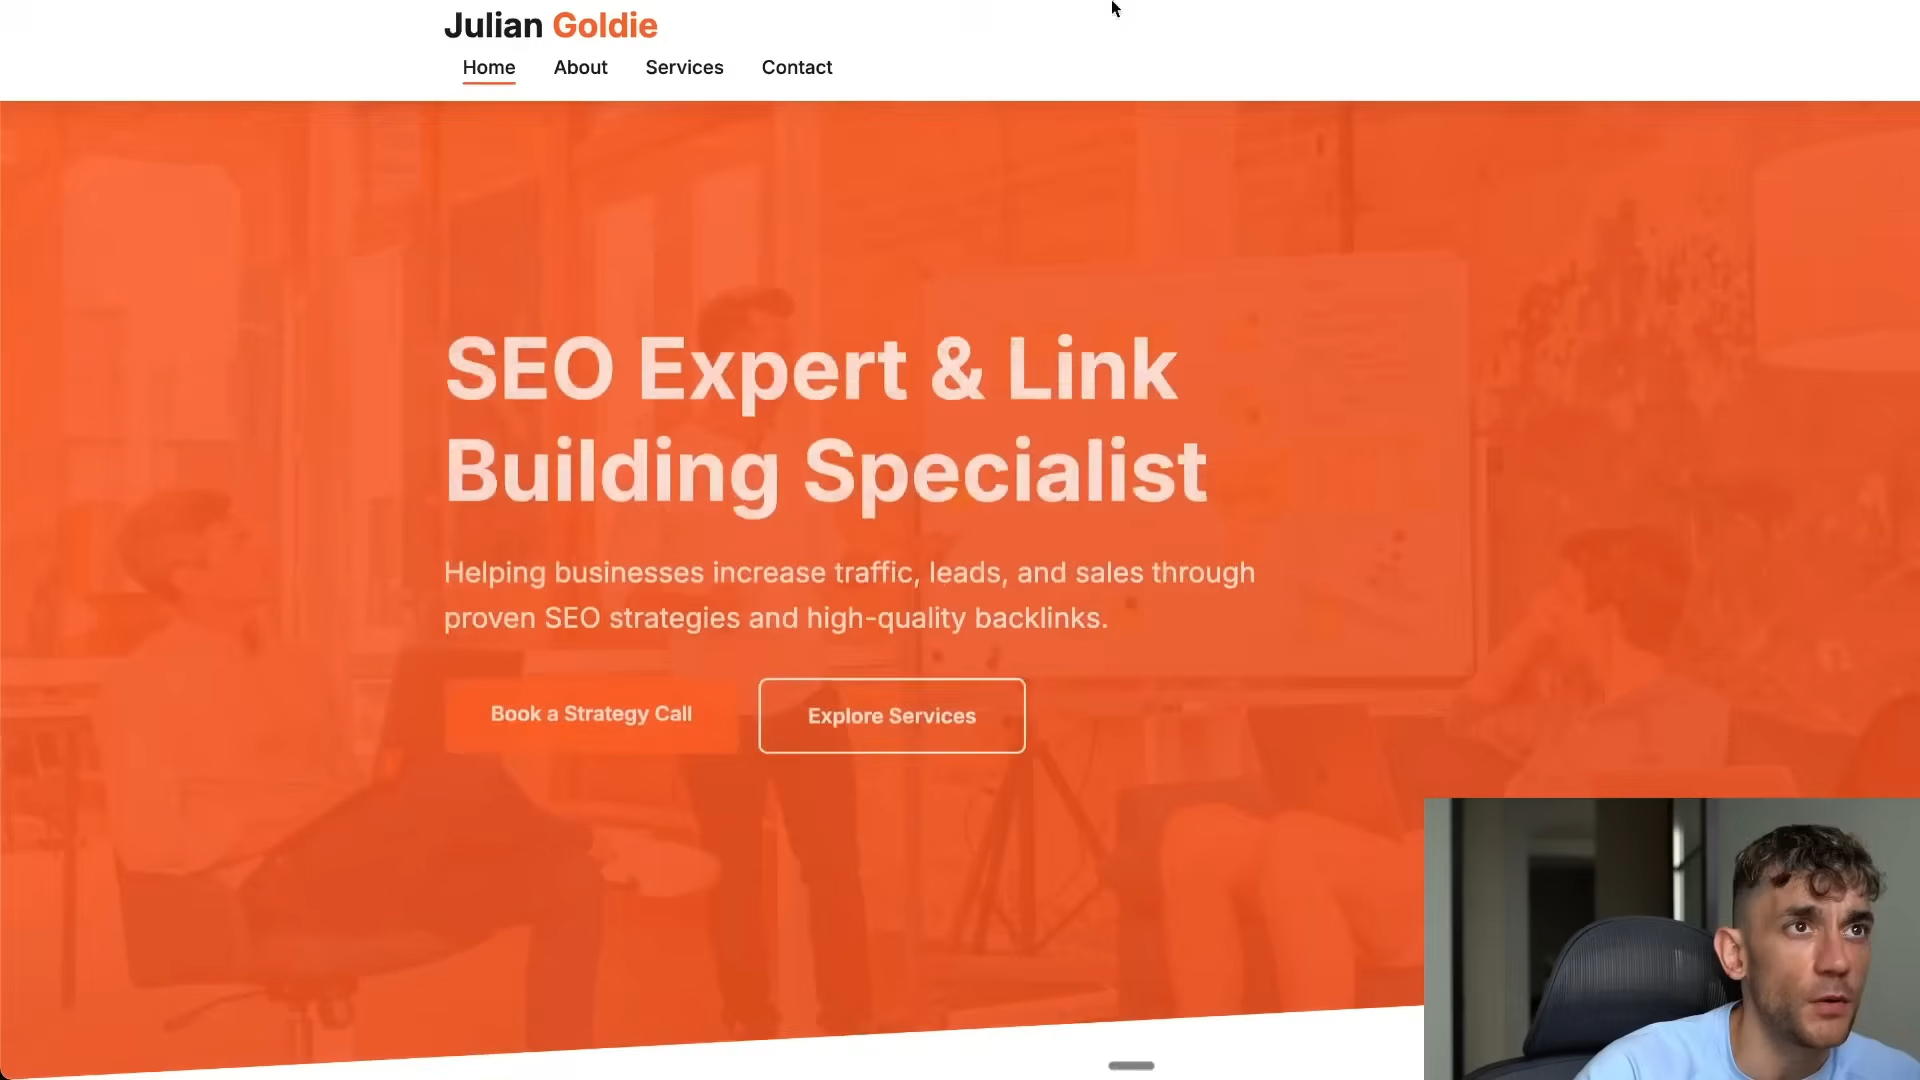 Julian Goldie
Home About Services Contact
SEO Expert & Link
Building Specialist
Helping businesses increase traffic, leads, and sales through
proven SEO strategies and high-quality backlinks.
Book a Strategy Call Explore Services